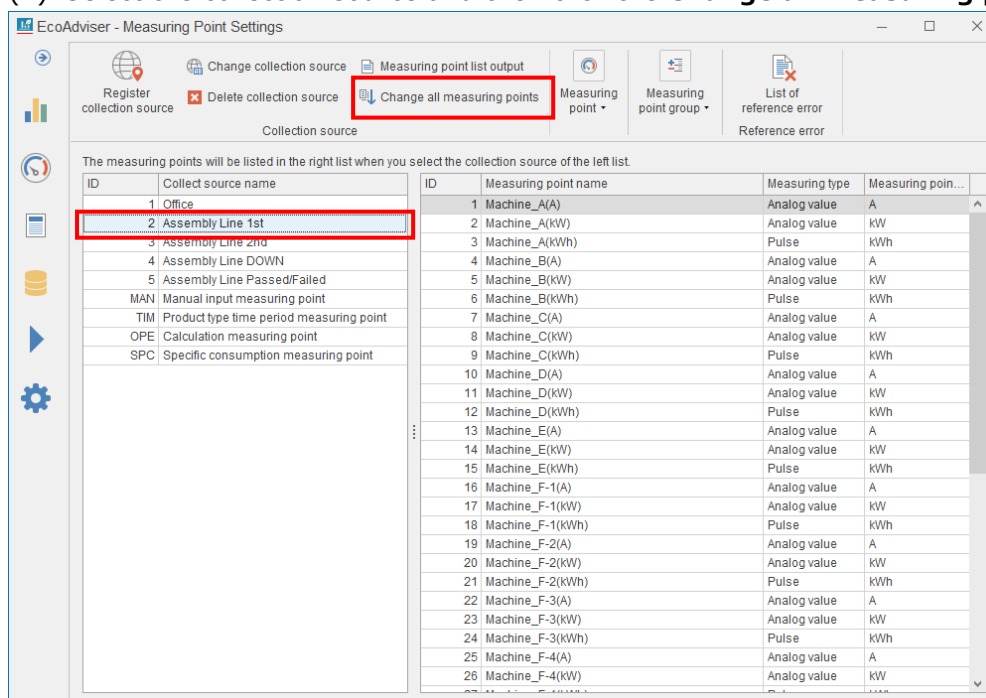 EcoAdviser - Measuring Point Settings
Register collection source
Change collection source
Delete collection source
Measuring point list output
Change all measuring points
Collection source
Measuring point
Measuring point group
List of reference error
Reference error
The measuring points will be listed in the right list when you select the collection source of the left list.
ID Collect source name
1 Office
2 Assembly Line 1st
3 Assembly Line 2nd
4 Assembly Line DOWN
5 Assembly Line Passed/Failed
MAN Manual input measuring point
TIM Product type time period measuring point
OPE Calculation measuring point
SPC Specific consumption measuring point
ID Measuring point name Measuring type Measuring poin...
1 Machine_A(A) Analog value A
2 Machine_A(kW) Analog value kW
3 Machine_A(kWh) Pulse kWh
4 Machine_B(A) Analog value A
5 Machine_B(kW) Analog value kW
6 Machine_B(kWh) Pulse kWh
7 Machine_C(A) Analog value A
8 Machine_C(kW) Analog value kW
9 Machine_C(kWh) Pulse kWh
10 Machine_D(A) Analog value A
11 Machine_D(kW) Analog value kW
12 Machine_D(kWh) Pulse kWh
13 Machine_E(A) Analog value A
14 Machine_E(kW) Analog value kW
15 Machine_E(kWh) Pulse kWh
16 Machine_F-1(A) Analog value A
17 Machine_F-1(kW) Analog value kW
18 Machine_F-1(kWh) Pulse kWh
19 Machine_F-2(A) Analog value A
20 Machine_F-2(kW) Analog value kW
21 Machine_F-2(kWh) Pulse kWh
22 Machine_F-3(A) Analog value A
23 Machine_F-3(kW) Analog value kW
24 Machine_F-3(kWh) Pulse kWh
25 Machine_F-4(A) Analog value A
26 Machine_F-4(kW) Analog value kW